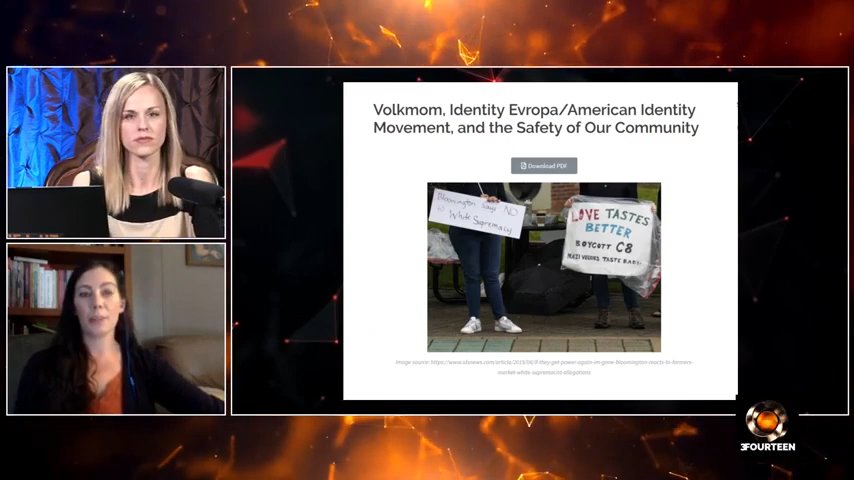 Volkmom, Identity Evropa/American Identity
Movement, and the Safety of Our Community
Download PDF
Bloomington Says NO
to White Supremacy
LOVE TASTES
BETTER
BOYCOTT C8
NAZI VEGGIES TASTE BAD!
3FOURTEEN